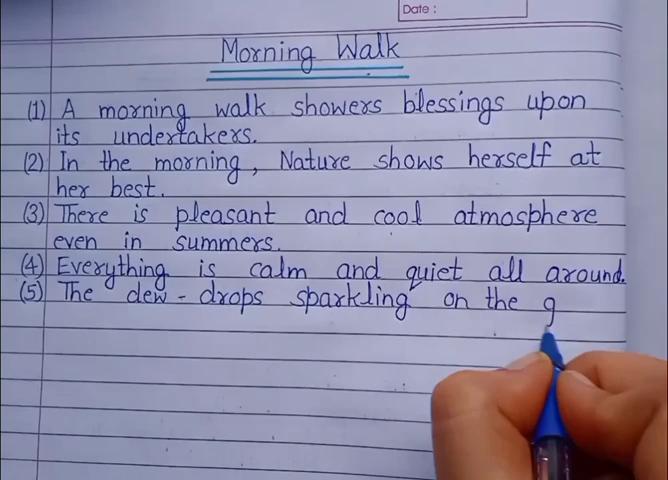 Date :
Morning Walk
(1) A morning walk showers blessings upon
its undertakers.
(2) In the morning, Nature shows herself at
her best.
(3) There is pleasant and cool atmosphere
even in summers.
(4) Everything is calm and quiet all around.
(5) The dew-drops sparkling on the g